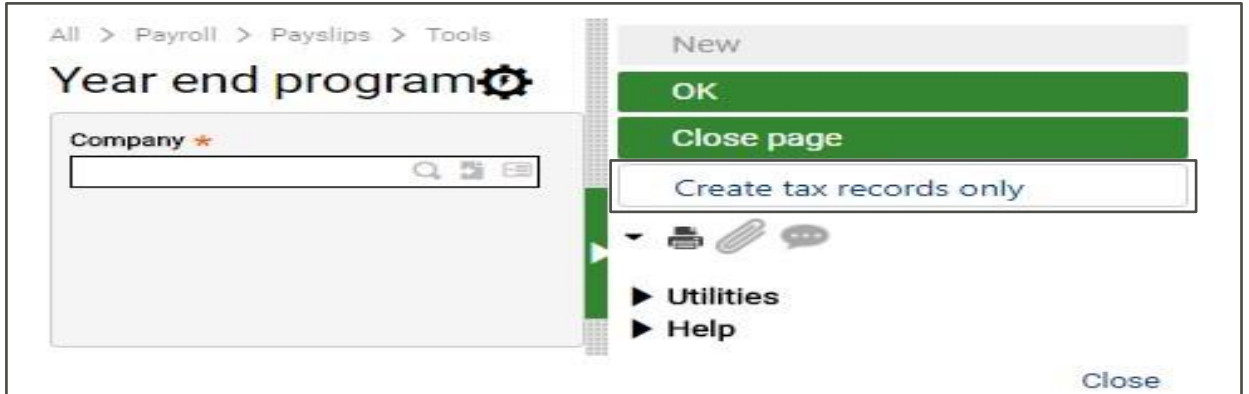 All > Payroll > Payslips > Tools
Year end program
Company *
New
OK
Close page
Create tax records only
Utilities
Help
Close